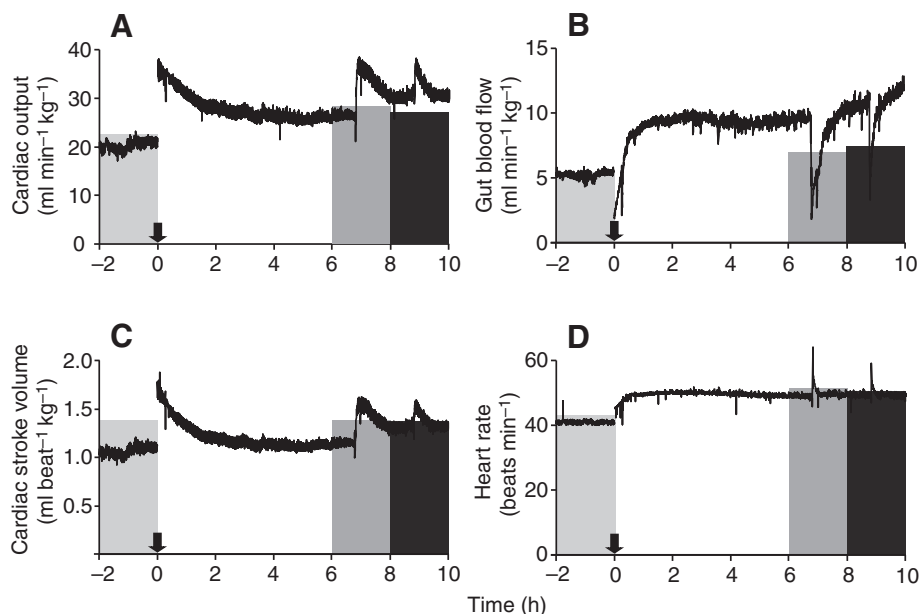 A
Cardiac output
(ml min–1 kg–1)
40
30
20
10
0
–2 0 2 4 6 8 10
B
Gut blood flow
(ml min–1 kg–1)
15
10
5
0
–2 0 2 4 6 8 10
C
Cardiac stroke volume
(ml beat–1 kg–1)
2.0
1.5
1.0
0.5
–2 0 2 4 6 8 10
D
Heart rate
(beats min–1)
60
40
20
0
–2 0 2 4 6 8 10
Time (h)